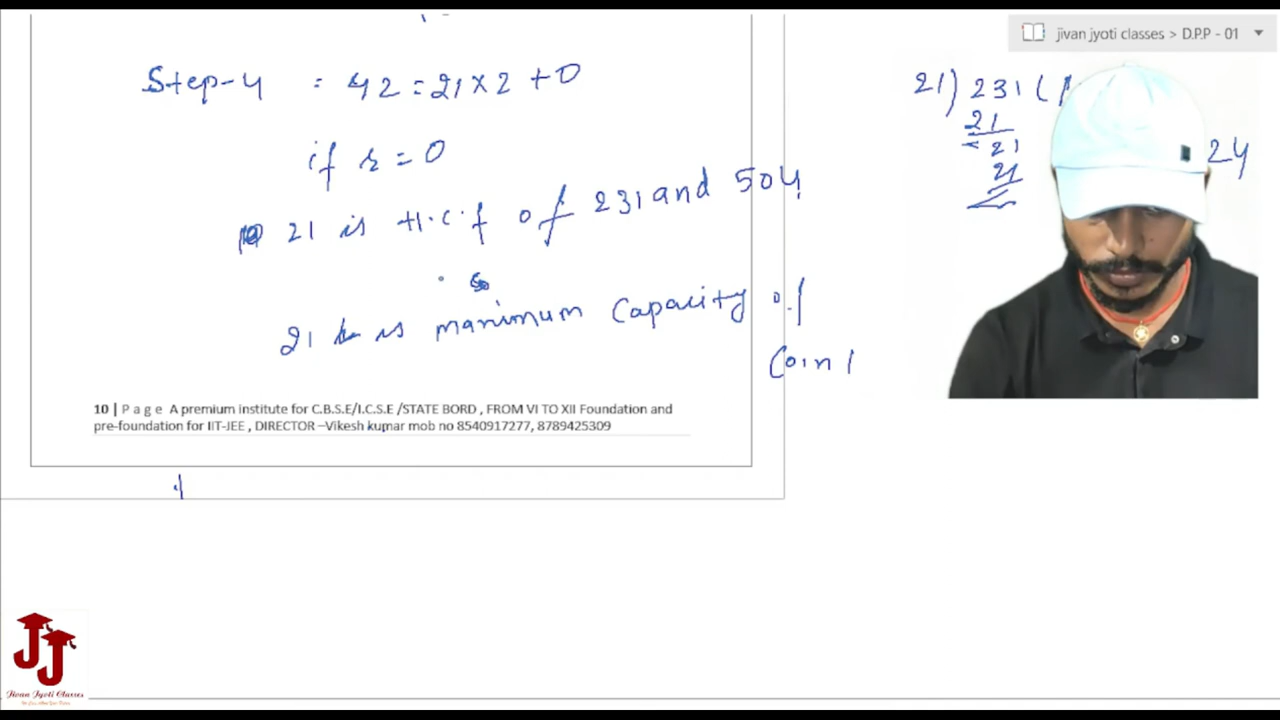 jivan jyoti classes > D.P.P - 01
Step-4 = 42 = 21 × 2 + 0
if r = 0
21 is H.C.f of 231 and 504
21 is maximum capacity of
Coin
21) 231 (
21
21
21
24
10 | P a g e A premium institute for C.B.S.E/I.C.S.E /STATE BORD , FROM VI TO XII Foundation and
pre-foundation for IIT-JEE , DIRECTOR –Vikesh kumar mob no 8540917277, 8789425309
JJ
Jivan Jyoti Classes